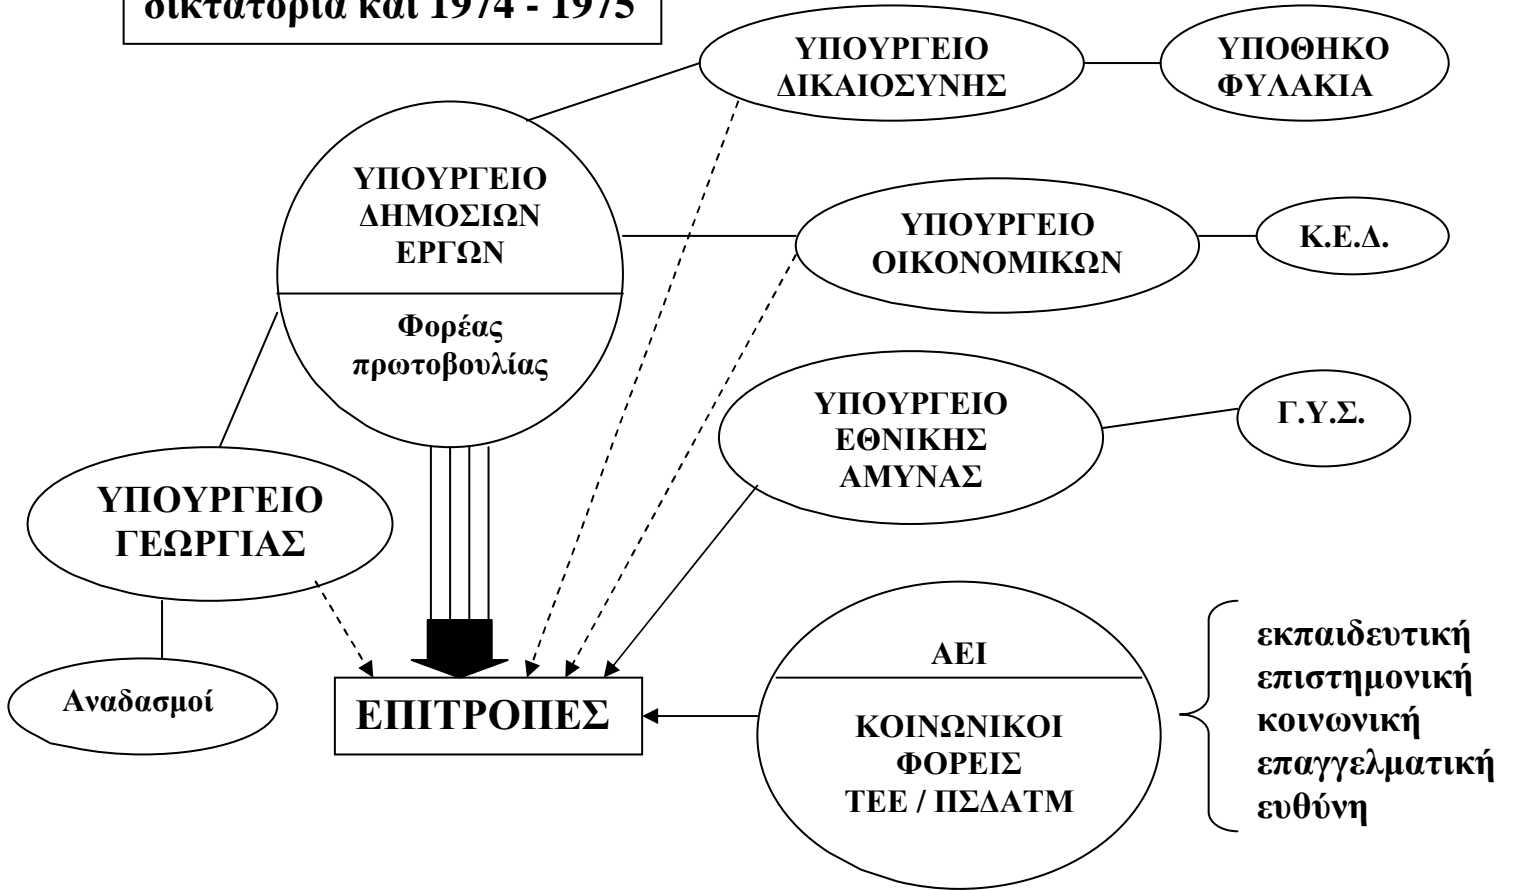 δικτατορία και 1974 - 1975
ΥΠΟΥΡΓΕΙΟ
ΔΙΚΑΙΟΣΥΝΗΣ
ΥΠΟΘΗΚΟ
ΦΥΛΑΚΙΑ
ΥΠΟΥΡΓΕΙΟ
ΔΗΜΟΣΙΩΝ
ΕΡΓΩΝ
Φορέας
πρωτοβουλίας
ΥΠΟΥΡΓΕΙΟ
ΟΙΚΟΝΟΜΙΚΩΝ
Κ.Ε.Δ.
ΥΠΟΥΡΓΕΙΟ
ΕΘΝΙΚΗΣ
ΑΜΥΝΑΣ
Γ.Υ.Σ.
ΥΠΟΥΡΓΕΙΟ
ΓΕΩΡΓΙΑΣ
Αναδασμοί
ΕΠΙΤΡΟΠΕΣ
ΑΕΙ
ΚΟΙΝΩΝΙΚΟΙ
ΦΟΡΕΙΣ
ΤΕΕ / ΠΣΔΑΤΜ
εκπαιδευτική
επιστημονική
κοινωνική
επαγγελματική
ευθύνη